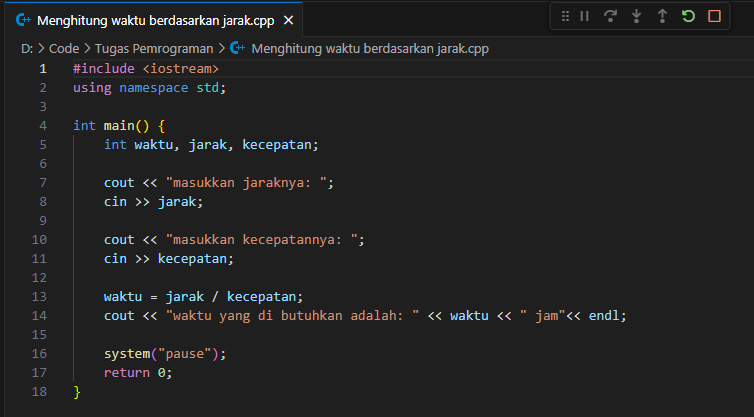 Menghitung waktu berdasarkan jarak.cpp
D: > Code > Tugas Pemrograman > Menghitung waktu berdasarkan jarak.cpp
1 #include <iostream>
2 using namespace std;
3
4 int main() {
5 int waktu, jarak, kecepatan;
6
7 cout << "masukkan jaraknya: ";
8 cin >> jarak;
9
10 cout << "masukkan kecepatannya: ";
11 cin >> kecepatan;
12
13 waktu = jarak / kecepatan;
14 cout << "waktu yang di butuhkan adalah: " << waktu << " jam"<< endl;
15
16 system("pause");
17 return 0;
18 }